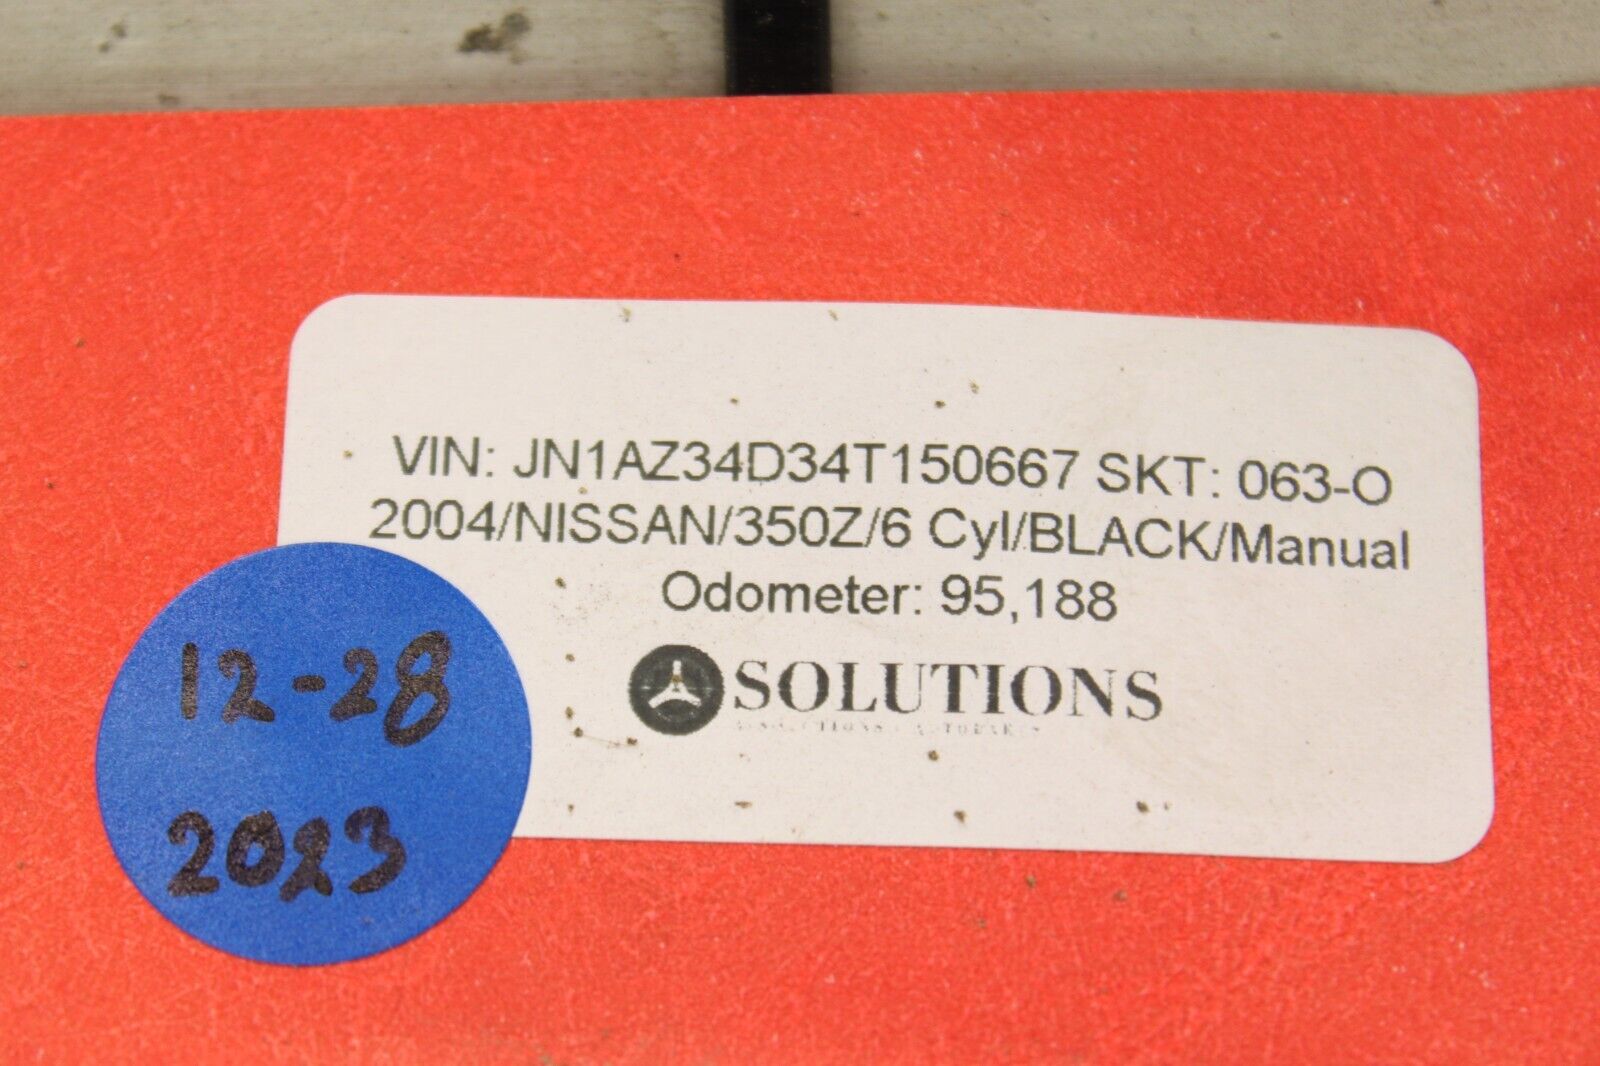 VIN: JN1AZ34D34T150667 SKT: 063-O
2004/NISSAN/350Z/6 Cyl/BLACK/Manual
Odometer: 95,188
SOLUTIONS
12-28
2023